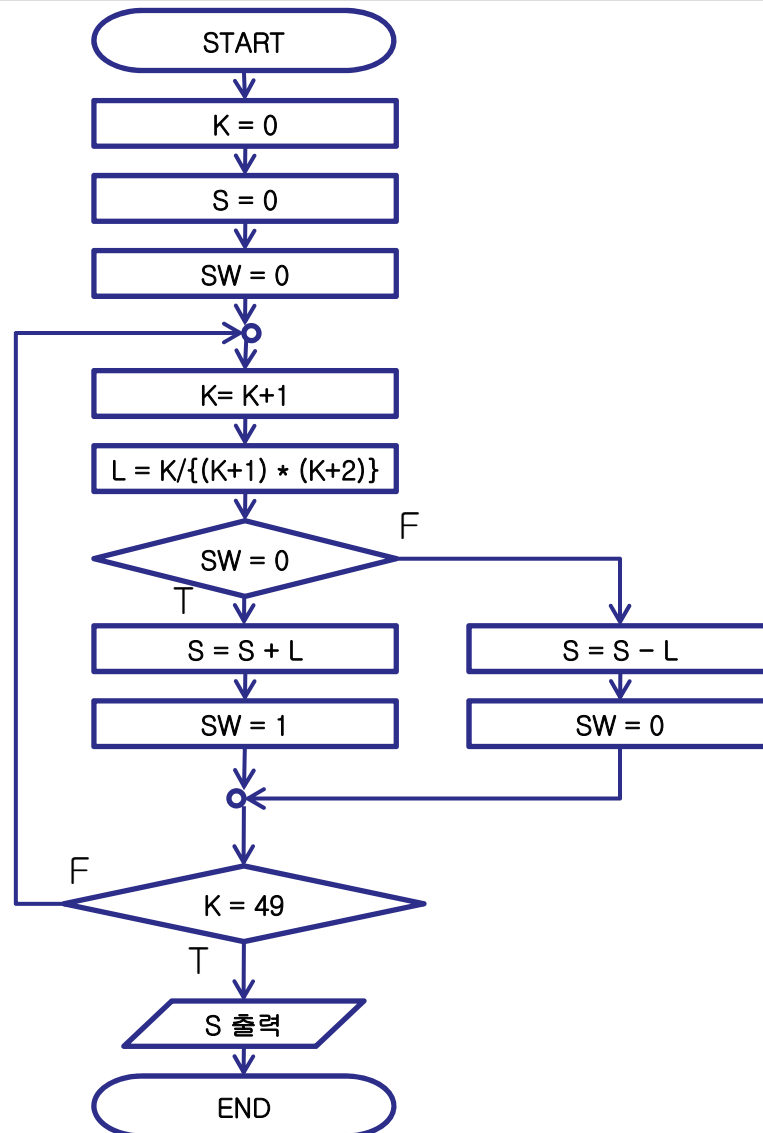 START
K = 0
S = 0
SW = 0
K= K+1
L = K/{(K+1) * (K+2)}
SW = 0
F
T
S = S + L
S = S - L
SW = 1
SW = 0
F
K = 49
T
S 출력
END